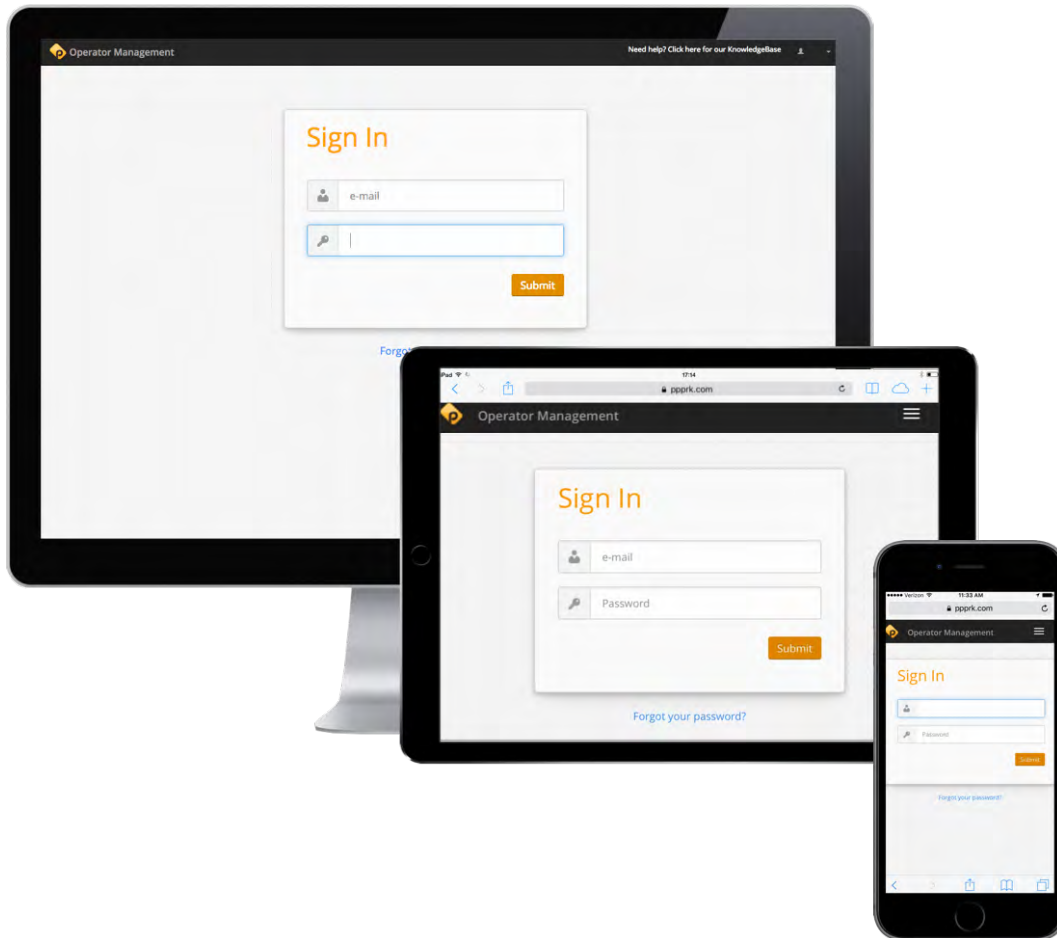 Operator Management
Need help? Click here for our KnowledgeBase
Sign In
e-mail
Submit
Forgo
iPad
17:14
ppprk.com
Operator Management
Sign In
e-mail
Password
Submit
Forgot your password?
Verizon
11:33 AM
ppprk.com
Operator Management
Sign In
Password
Submit
Forgot your password?